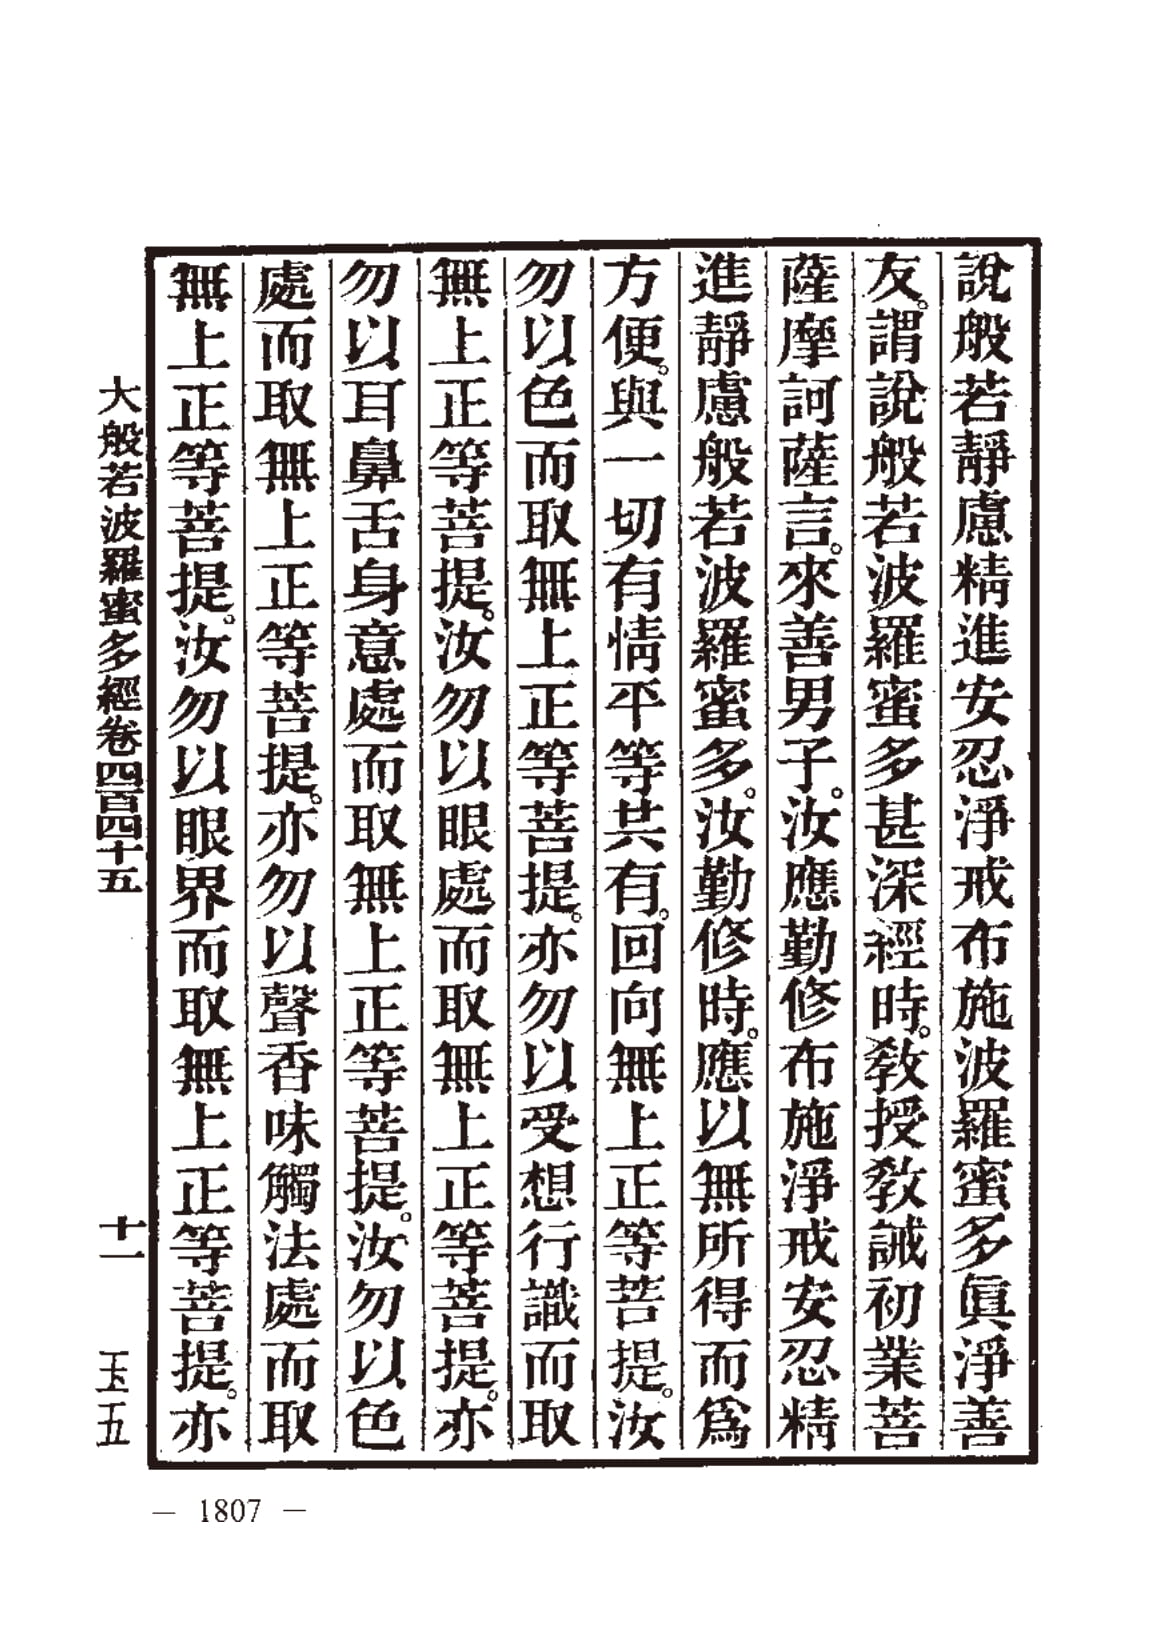 說般若靜慮精進安忍淨戒布施波羅蜜多眞淨善
友。謂說般若波羅蜜多甚深經時。敎授敎誡初業菩
薩摩訶薩言。來善男子。汝應勤修布施淨戒安忍精
進靜慮般若波羅蜜多。汝勤修時。應以無所得而爲
方便。與一切有情平等共有。回向無上正等菩提。汝
勿以色而取無上正等菩提。亦勿以受想行識而取
無上正等菩提。汝勿以眼處而取無上正等菩提。亦
勿以耳鼻舌身意處而取無上正等菩提。汝勿以色
處而取無上正等菩提。亦勿以聲香味觸法處而取
無上正等菩提。汝勿以眼界而取無上正等菩提。亦
大般若波羅蜜多經卷四百四十五 十一 玉五
— 1807 —